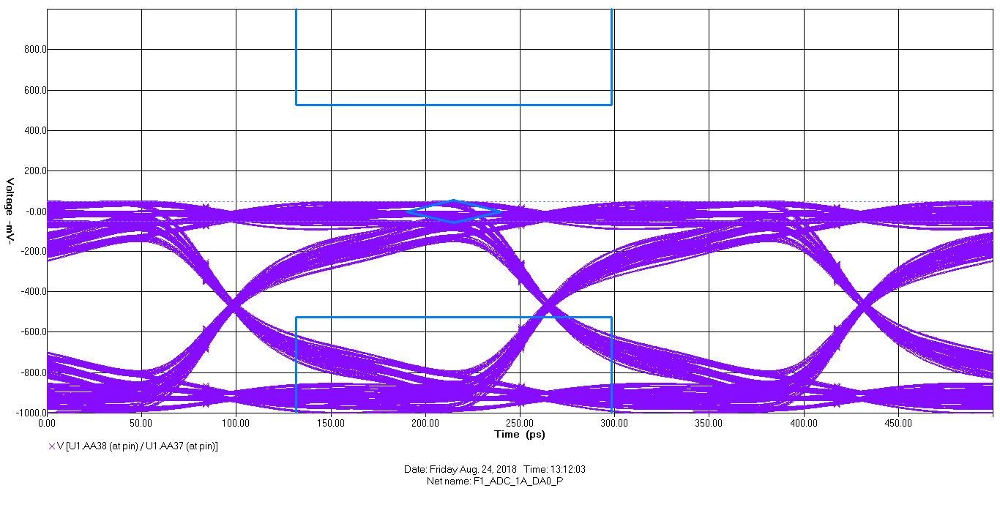 800.0
600.0
400.0
200.0
-0.00
-200.0
-400.0
-600.0
-800.0
-1000.0
Voltage -mV-
0.00 50.00 100.00 150.00 200.00 250.00 300.00 350.00 400.00 450.00
Time (ps)
V [U1.AA38 (at pin) / U1.AA37 (at pin)]
Date: Friday Aug. 24, 2018 Time: 13:12:03
Net name: F1_ADC_1A_DA0_P